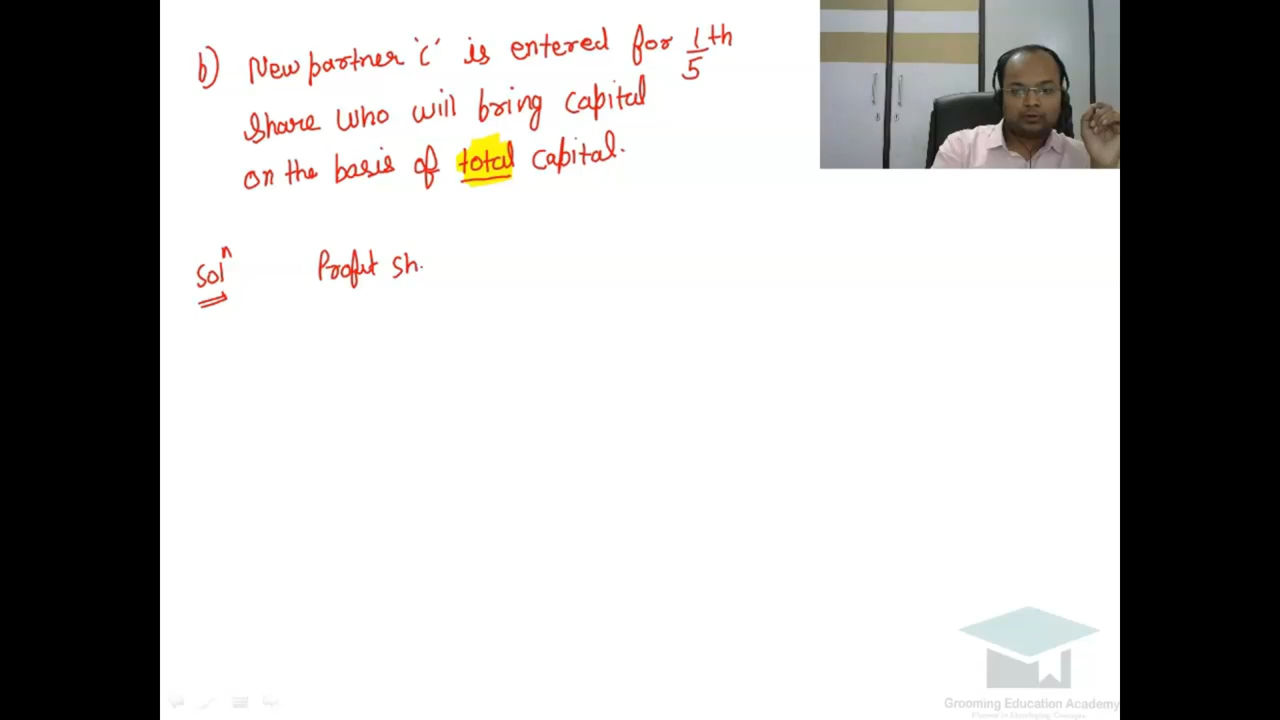 b) New partner 'C' is entered for 1/5 th
share who will bring capital
on the basis of total capital.
Solⁿ Profit sh.
Grooming Education Academy